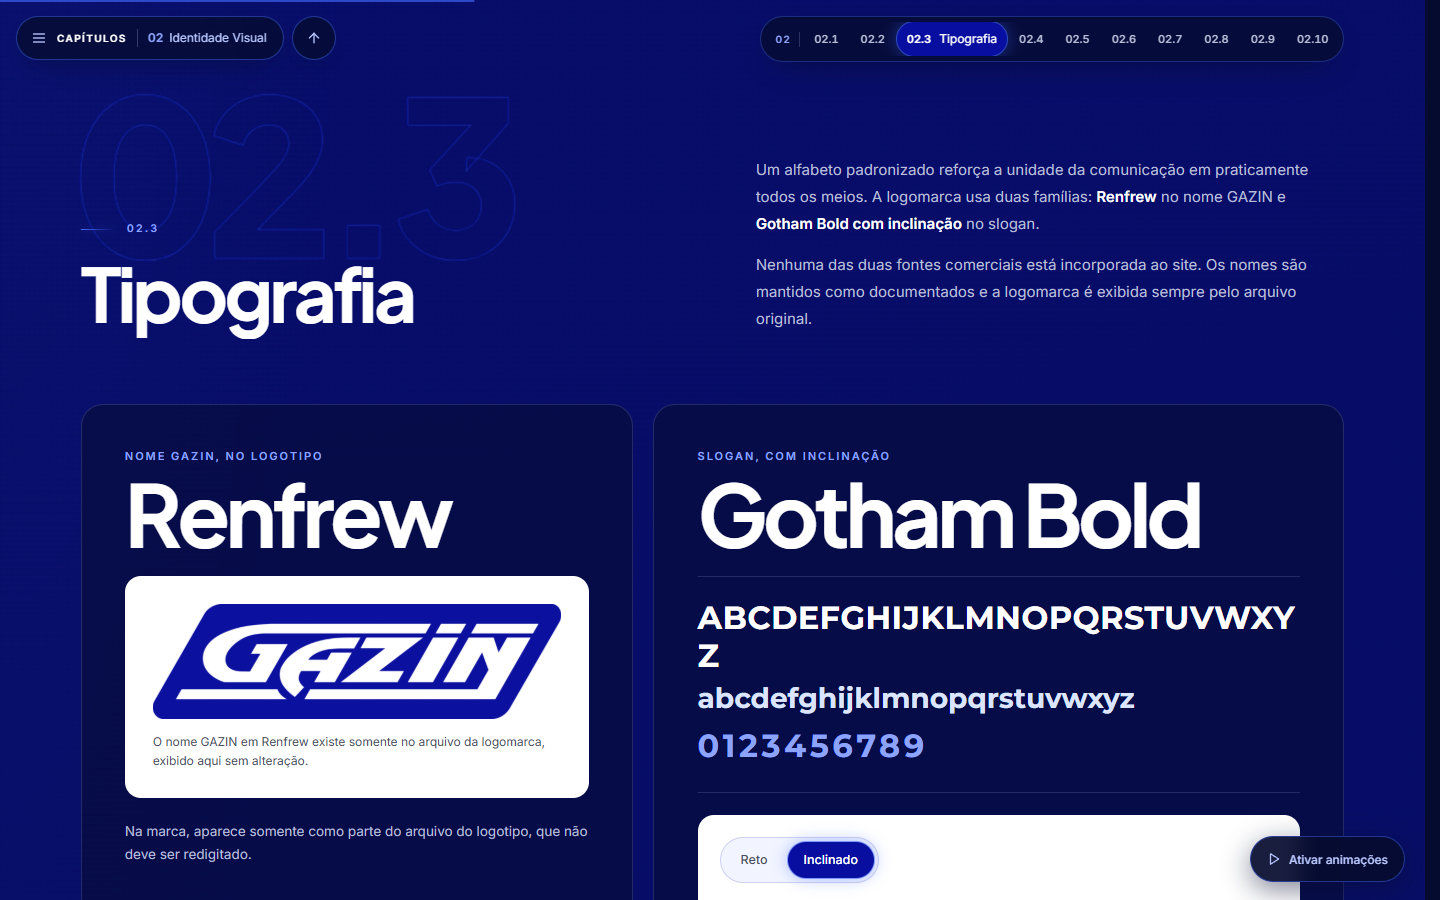 CAPÍTULOS
02 Identidade Visual
02
02.1
02.2
02.3 Tipografia
02.4
02.5
02.6
02.7
02.8
02.9
02.10
02.3
02.3
Tipografia
Um alfabeto padronizado reforça a unidade da comunicação em praticamente
todos os meios. A logomarca usa duas famílias: Renfrew no nome GAZIN e
Gotham Bold com inclinação no slogan.
Nenhuma das duas fontes comerciais está incorporada ao site. Os nomes são
mantidos como documentados e a logomarca é exibida sempre pelo arquivo
original.
NOME GAZIN, NO LOGOTIPO
Renfrew
GAZiN
O nome GAZIN em Renfrew existe somente no arquivo da logomarca,
exibido aqui sem alteração.
Na marca, aparece somente como parte do arquivo do logotipo, que não
deve ser redigitado.
SLOGAN, COM INCLINAÇÃO
Gotham Bold
ABCDEFGHIJKLMNOPQRSTUVWXY
Z
abcdefghijklmnopqrstuvwxyz
0123456789
Reto
Inclinado
Ativar animações